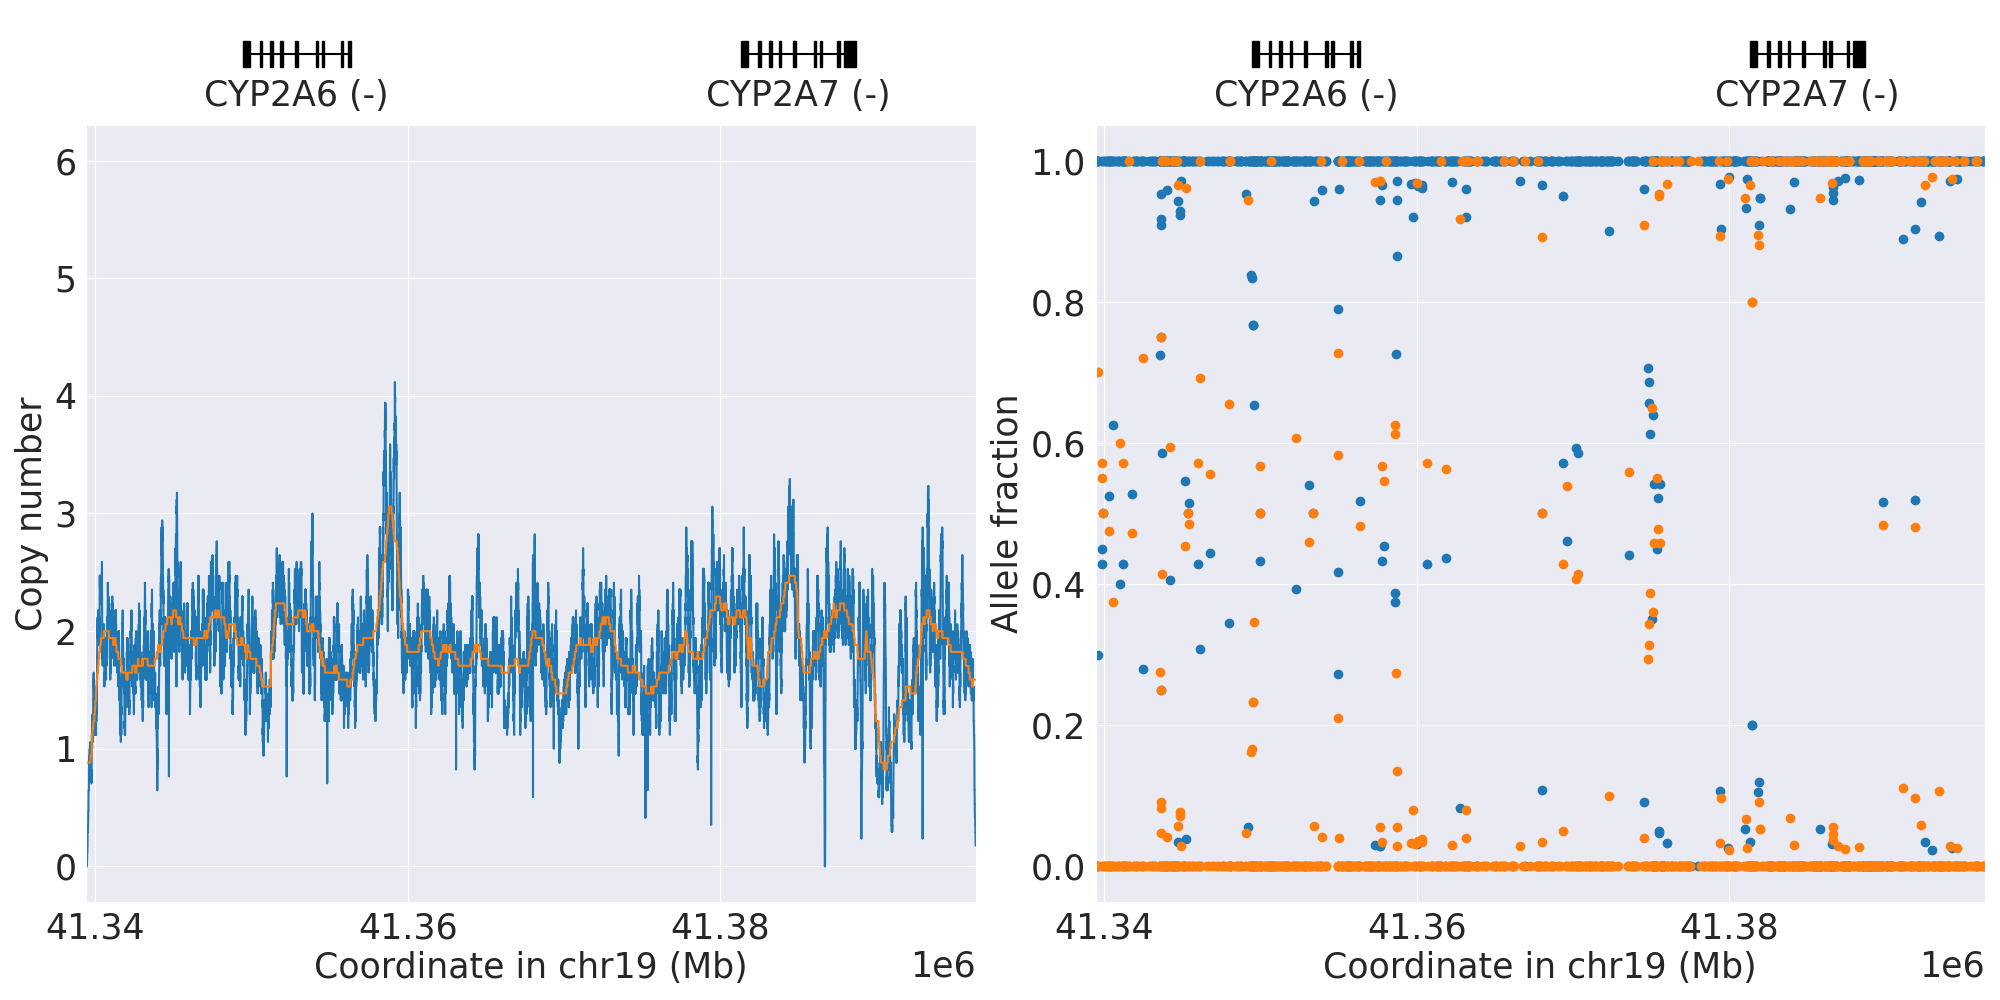 CYP2A6 (-)
CYP2A7 (-)
6
5
4
3
2
1
0
Copy number
41.34
41.36
41.38
Coordinate in chr19 (Mb)
1e6
CYP2A6 (-)
CYP2A7 (-)
1.0
0.8
0.6
0.4
0.2
0.0
Allele fraction
41.34
41.36
41.38
Coordinate in chr19 (Mb)
1e6